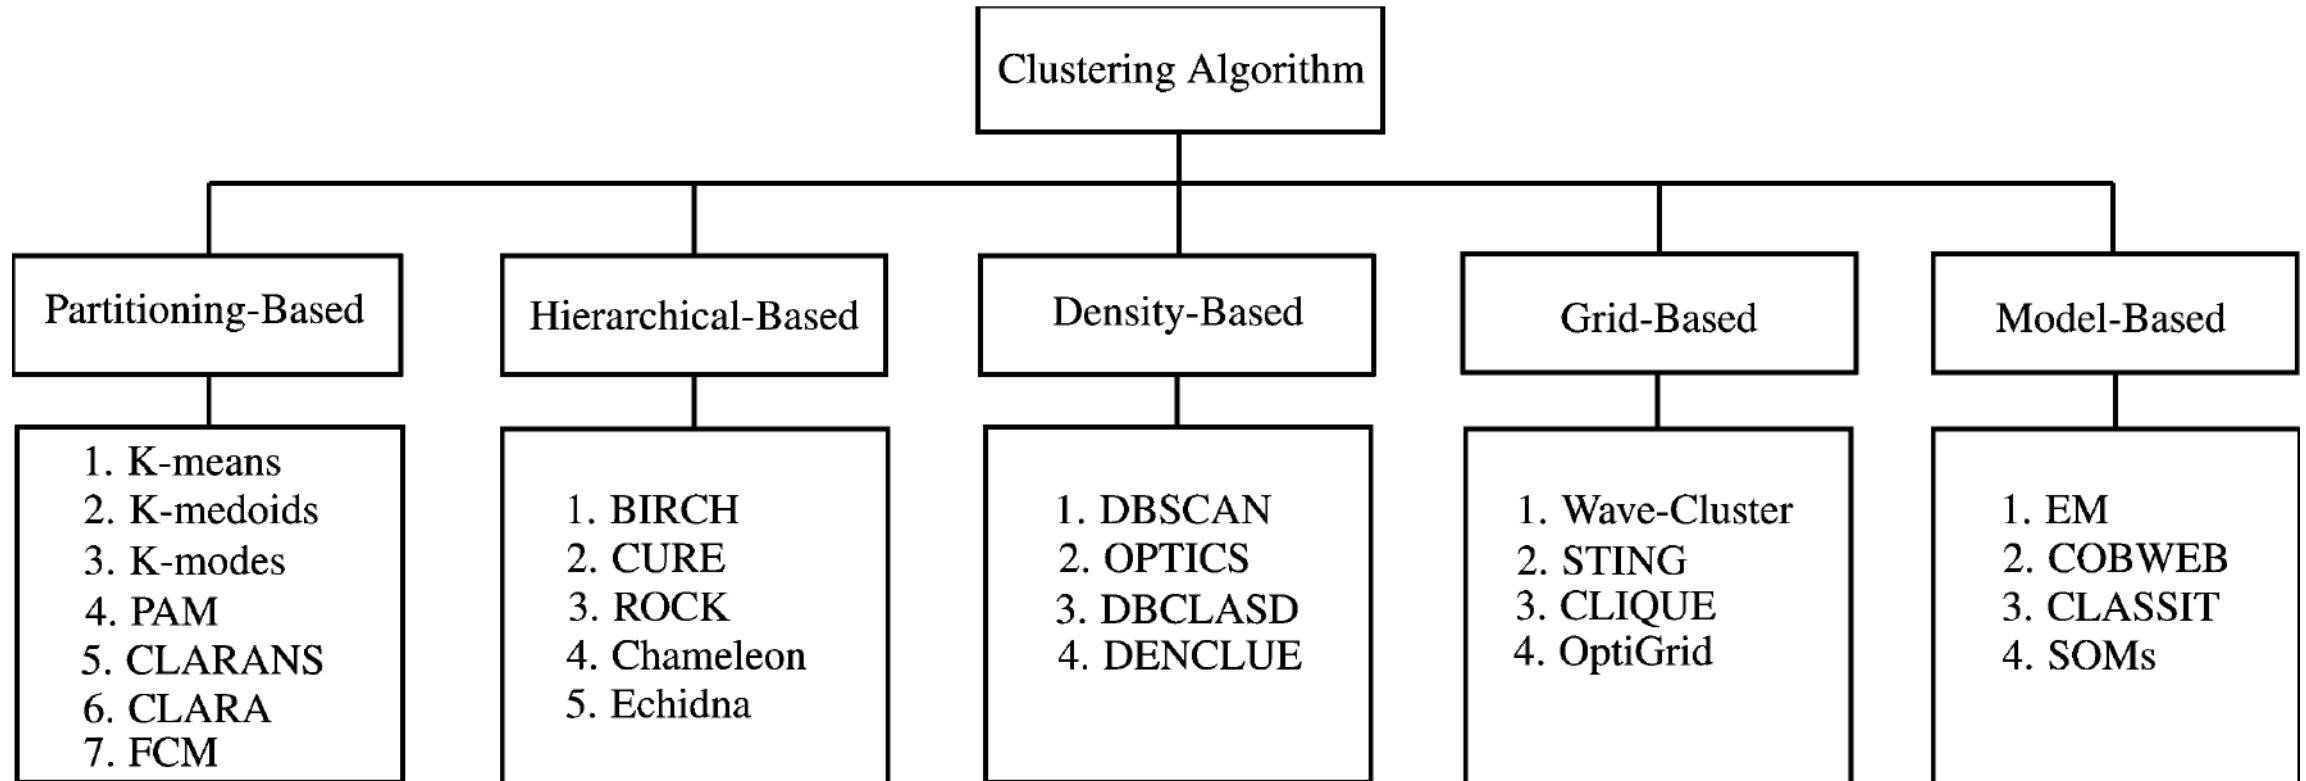 Clustering Algorithm
Partitioning-Based
Hierarchical-Based
Density-Based
Grid-Based
Model-Based
1. K-means
2. K-medoids
3. K-modes
4. PAM
5. CLARANS
6. CLARA
7. FCM
1. BIRCH
2. CURE
3. ROCK
4. Chameleon
5. Echidna
1. DBSCAN
2. OPTICS
3. DBCLASD
4. DENCLUE
1. Wave-Cluster
2. STING
3. CLIQUE
4. OptiGrid
1. EM
2. COBWEB
3. CLASSIT
4. SOMs